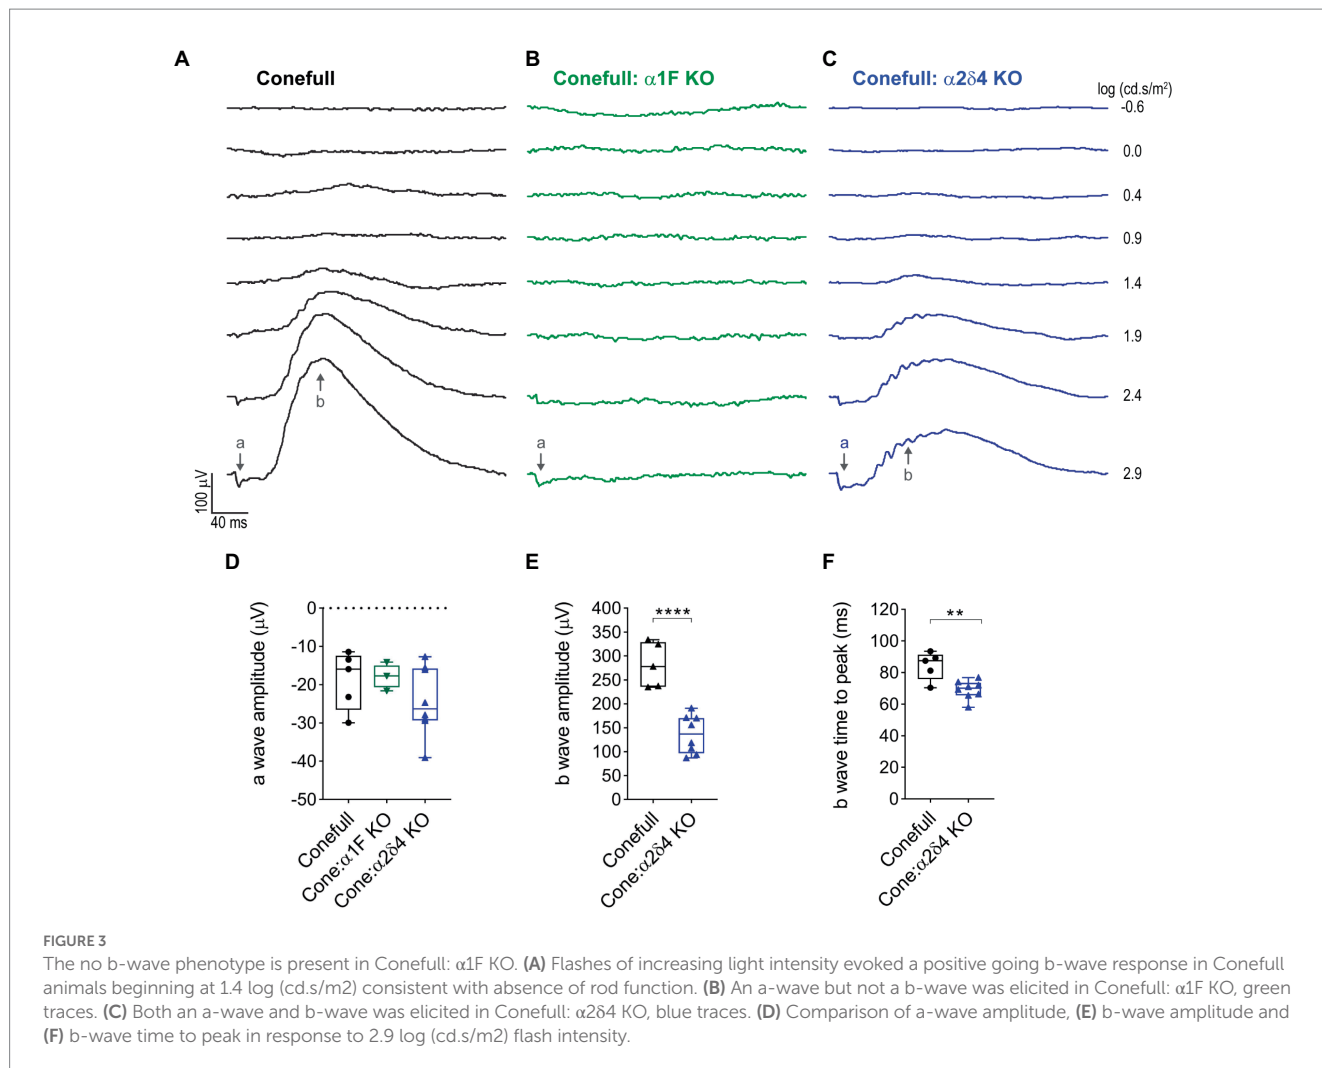 A
Conefull
B
Conefull: α1F KO
C
Conefull: α2δ4 KO
log (cd.s/m²)
-0.6
0.0
0.4
0.9
1.4
1.9
2.4
2.9
b
a
a
a
b
100 μV
40 ms
D
a wave amplitude (μV)
0
-10
-20
-30
-40
-50
Conefull
Cone:α1F KO
Cone:α2δ4 KO
E
b wave amplitude (μV)
400
350
300
250
200
150
100
50
0
****
Conefull
Cone:α2δ4 KO
F
b wave time to peak (ms)
120
100
80
60
40
20
0
**
Conefull
Cone:α2δ4 KO
FIGURE 3
The no b-wave phenotype is present in Conefull: α1F KO. (A) Flashes of increasing light intensity evoked a positive going b-wave response in Conefull
animals beginning at 1.4 log (cd.s/m2) consistent with absence of rod function. (B) An a-wave but not a b-wave was elicited in Conefull: α1F KO, green
traces. (C) Both an a-wave and b-wave was elicited in Conefull: α2δ4 KO, blue traces. (D) Comparison of a-wave amplitude, (E) b-wave amplitude and
(F) b-wave time to peak in response to 2.9 log (cd.s/m2) flash intensity.